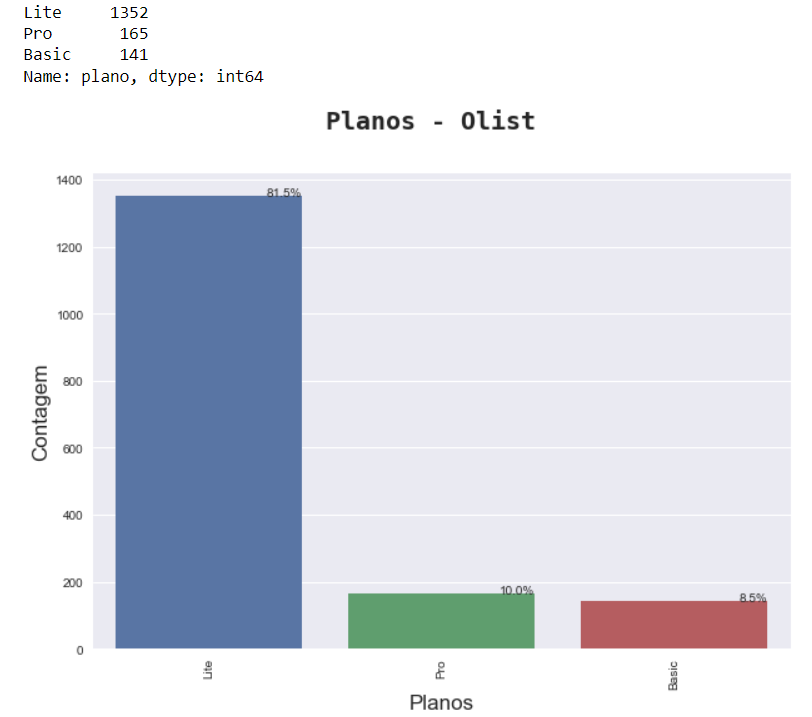 Lite 1352
Pro 165
Basic 141
Name: plano, dtype: int64
Planos - Olist
1400
1200
1000
800
600
400
200
0
Contagem
81.5%
10.0%
8.5%
Lite
Pro
Basic
Planos